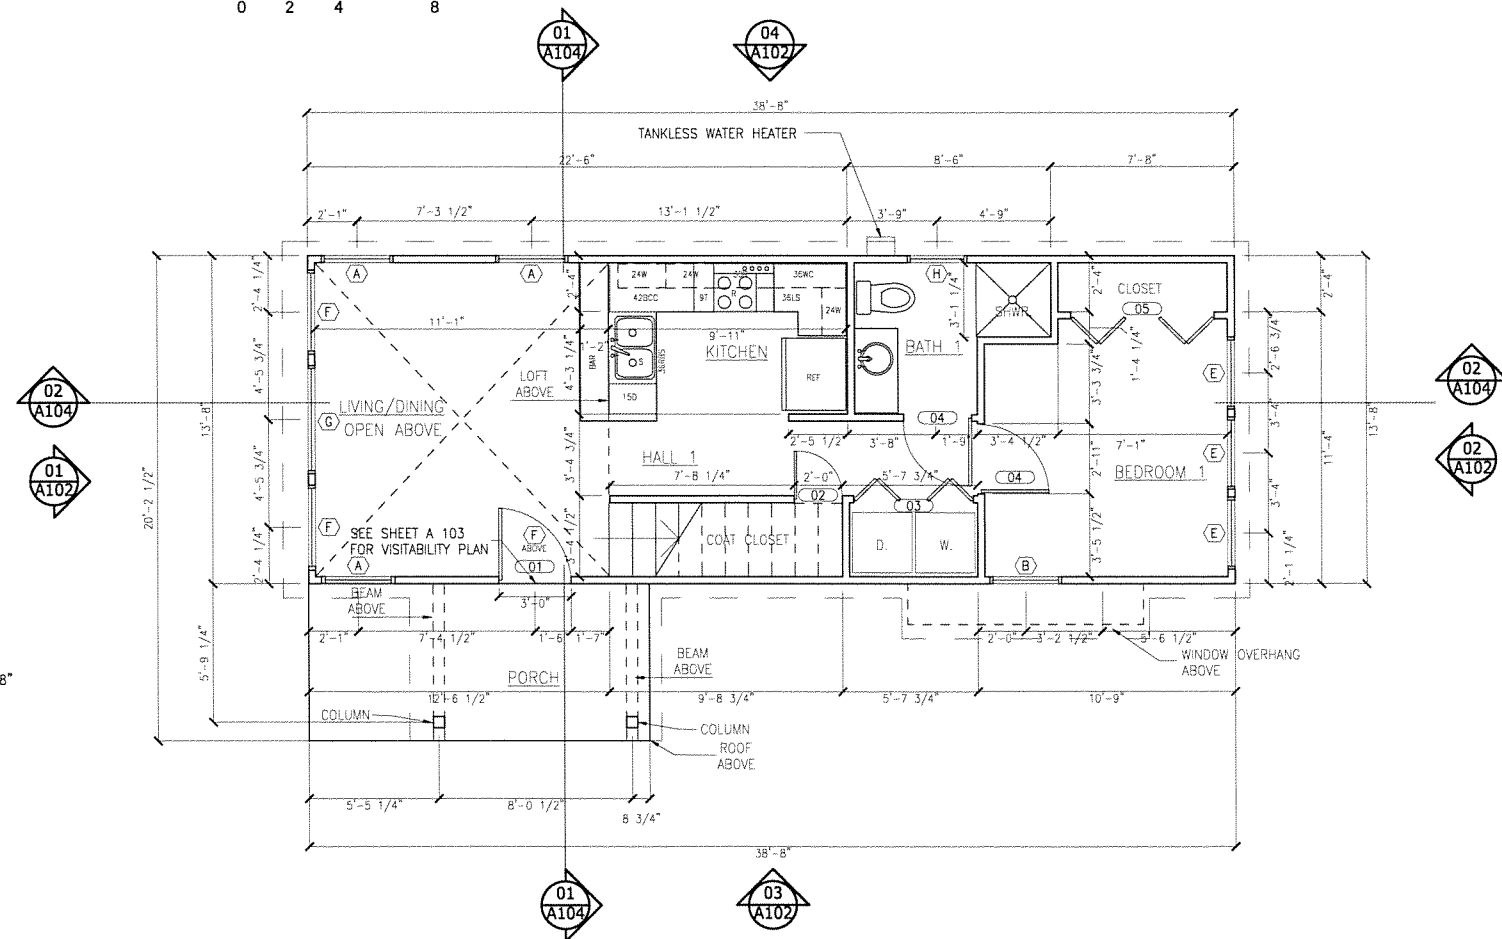 0 2 4 8
01
A104
04
A102
38'-8"
TANKLESS WATER HEATER
22'-6" 8'-6" 7'-8"
2'-1" 7'-3 1/2" 13'-1 1/2" 3'-9" 4'-9"
A A H
24W 24W 36WC
42BCC 9T R 36LS
24W
2'-4"
3'-1 1/4"
SHWR
2'-4"
CLOSET
05
2'-4"
2'-4 1/4"
F
11'-1"
1'-2"
9'-11"
KITCHEN
BATH 1
1'-4 1/4"
2'-6 3/4"
4'-5 3/4"
BAR
S
REF
4'-3 1/4"
3'-3 3/4"
E
LOFT
ABOVE
15D
02
A104
02
A104
13'-8"
LIVING/DINING
OPEN ABOVE
G
04
3'-4"
13'-8"
11'-4"
2'-5 1/2" 3'-8" 1'-9" 3'-4 1/2" 7'-1"
01
A102
02
A102
HALL 1
7'-8 1/4" 2'-0" 5'-7 3/4"
3'-4 3/4"
2'-11"
BEDROOM 1
E
04
02
03
4'-5 3/4"
3'-4"
20'-2 1/2"
F
SEE SHEET A 103
FOR VISITABILITY PLAN
F
ABOVE
01
3'-4 1/2"
COAT CLOSET
D. W.
3'-5 1/2"
E
2'-4 1/4"
A
B
2'-1 1/4"
BEAM
ABOVE
3'-0"
2'-1" 7'-4 1/2" 1'-6" 1'-7" 2'-0" 3'-2 1/2" 5'-6 1/2"
5'-9 1/4"
BEAM
ABOVE
WINDOW OVERHANG
ABOVE
8"
PORCH
12'-6 1/2" 9'-8 3/4" 5'-7 3/4" 10'-9"
COLUMN
COLUMN
ROOF
ABOVE
5'-5 1/4" 8'-0 1/2"
8 3/4"
38'-8"
01
A104
03
A102